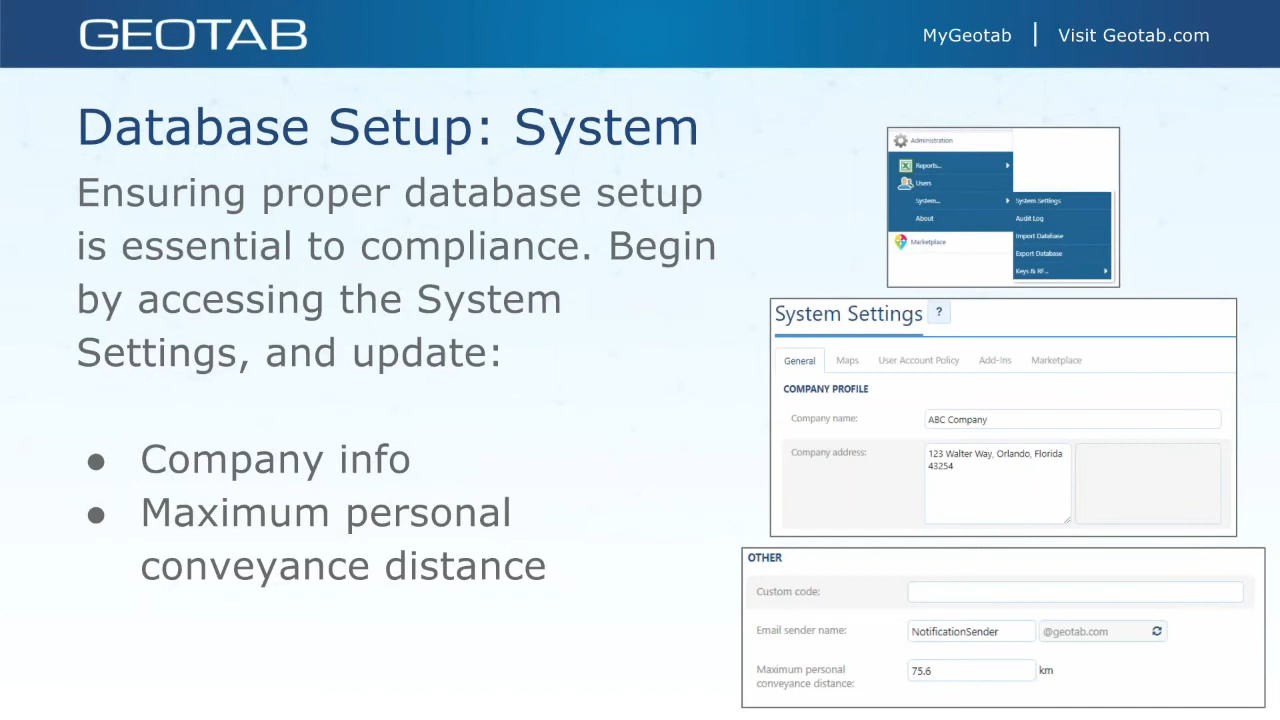 GEOTAB
MyGeotab | Visit Geotab.com
Database Setup: System
Ensuring proper database setup
is essential to compliance. Begin
by accessing the System
Settings, and update:
● Company info
● Maximum personal
conveyance distance
Administration
Reports...
Users
System...
About
Marketplace
System Settings
Audit Log
Import Database
Export Database
Keys & RF...
System Settings ?
General Maps User Account Policy Add-Ins Marketplace
COMPANY PROFILE
Company name: ABC Company
Company address: 123 Walter Way, Orlando, Florida
43254
OTHER
Custom code:
Email sender name: NotificationSender @geotab.com
Maximum personal
conveyance distance: 75.6 km